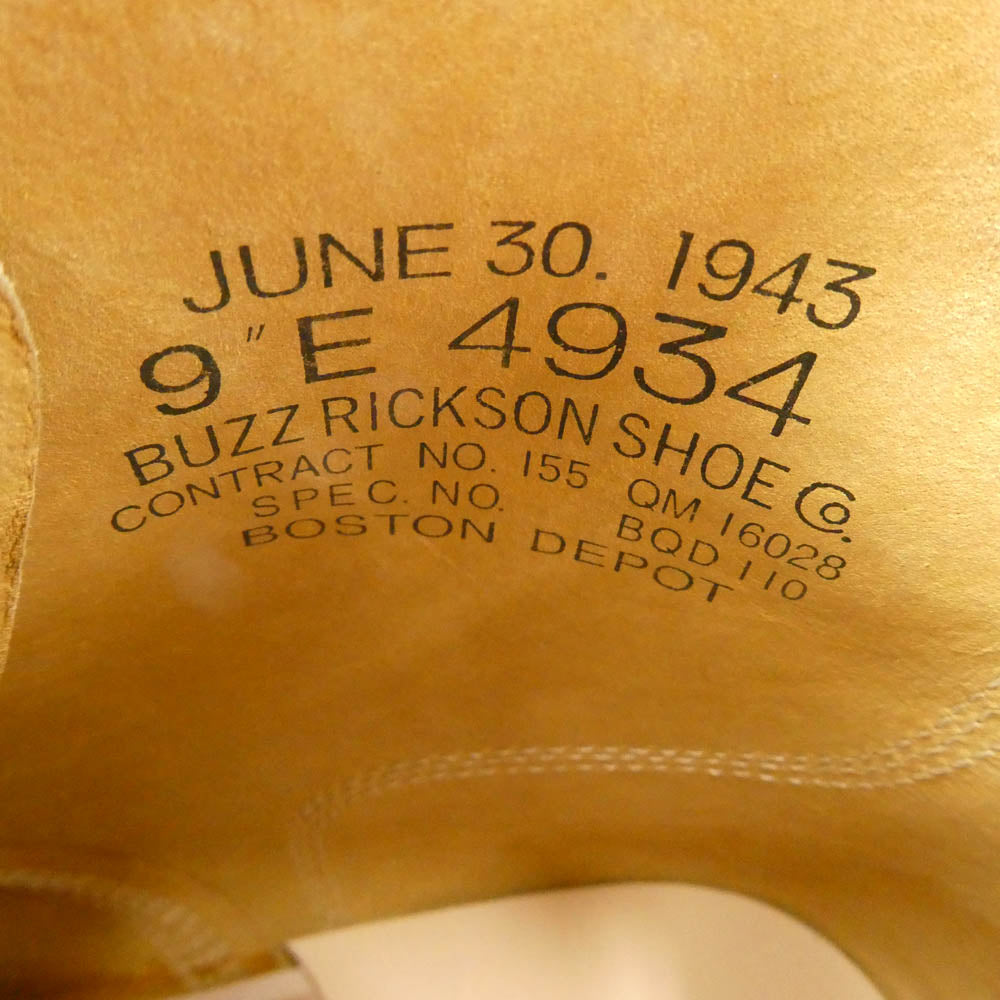 JUNE 30. 1943
9" E 4934
BUZZ RICKSON SHOE Co.
CONTRACT NO. 155 QM 16028
SPEC. NO. BQD 110
BOSTON DEPOT